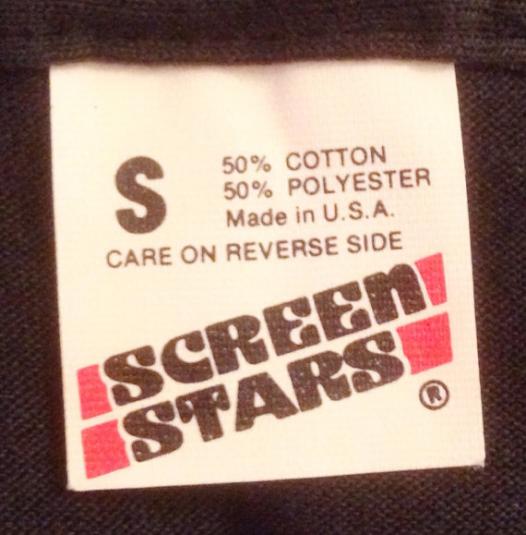 S
50% COTTON
50% POLYESTER
Made in U.S.A.
CARE ON REVERSE SIDE
SCREEN
STARS
®